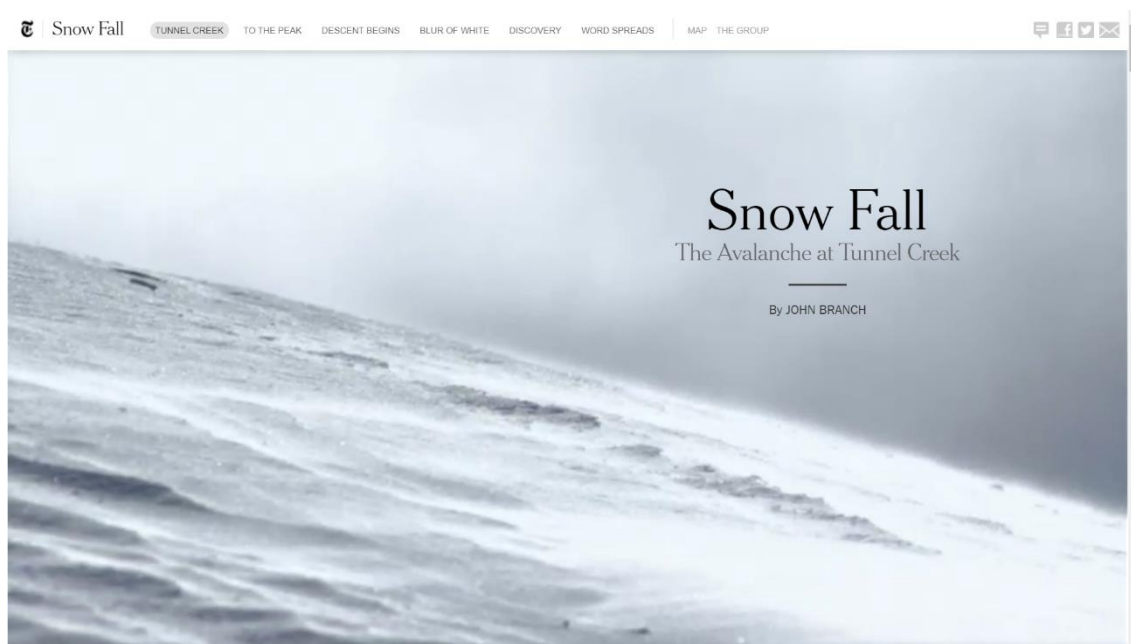 Snow Fall TUNNEL CREEK TO THE PEAK DESCENT BEGINS BLUR OF WHITE DISCOVERY WORD SPREADS MAP THE GROUP
Snow Fall
The Avalanche at Tunnel Creek
By JOHN BRANCH